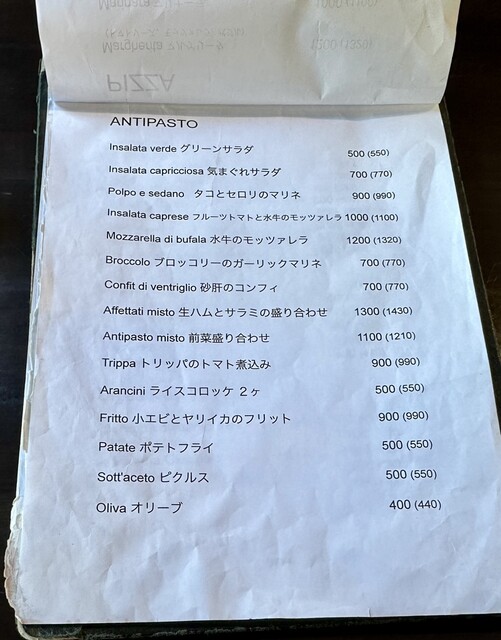 ANTIPASTO
Insalata verde グリーンサラダ 500 (550)
Insalata capricciosa 気まぐれサラダ 700 (770)
Polpo e sedano タコとセロリのマリネ 900 (990)
Insalata caprese フルーツトマトと水牛のモッツァレラ 1000 (1100)
Mozzarella di bufala 水牛のモッツァレラ 1200 (1320)
Broccolo ブロッコリーのガーリックマリネ 700 (770)
Confit di ventriglio 砂肝のコンフィ 700 (770)
Affettati misto 生ハムとサラミの盛り合わせ 1300 (1430)
Antipasto misto 前菜盛り合わせ 1100 (1210)
Trippa トリッパのトマト煮込み 900 (990)
Arancini ライスコロッケ 2ヶ 500 (550)
Fritto 小エビとヤリイカのフリット 900 (990)
Patate ポテトフライ 500 (550)
Sott'aceto ピクルス 500 (550)
Oliva オリーブ 400 (440)